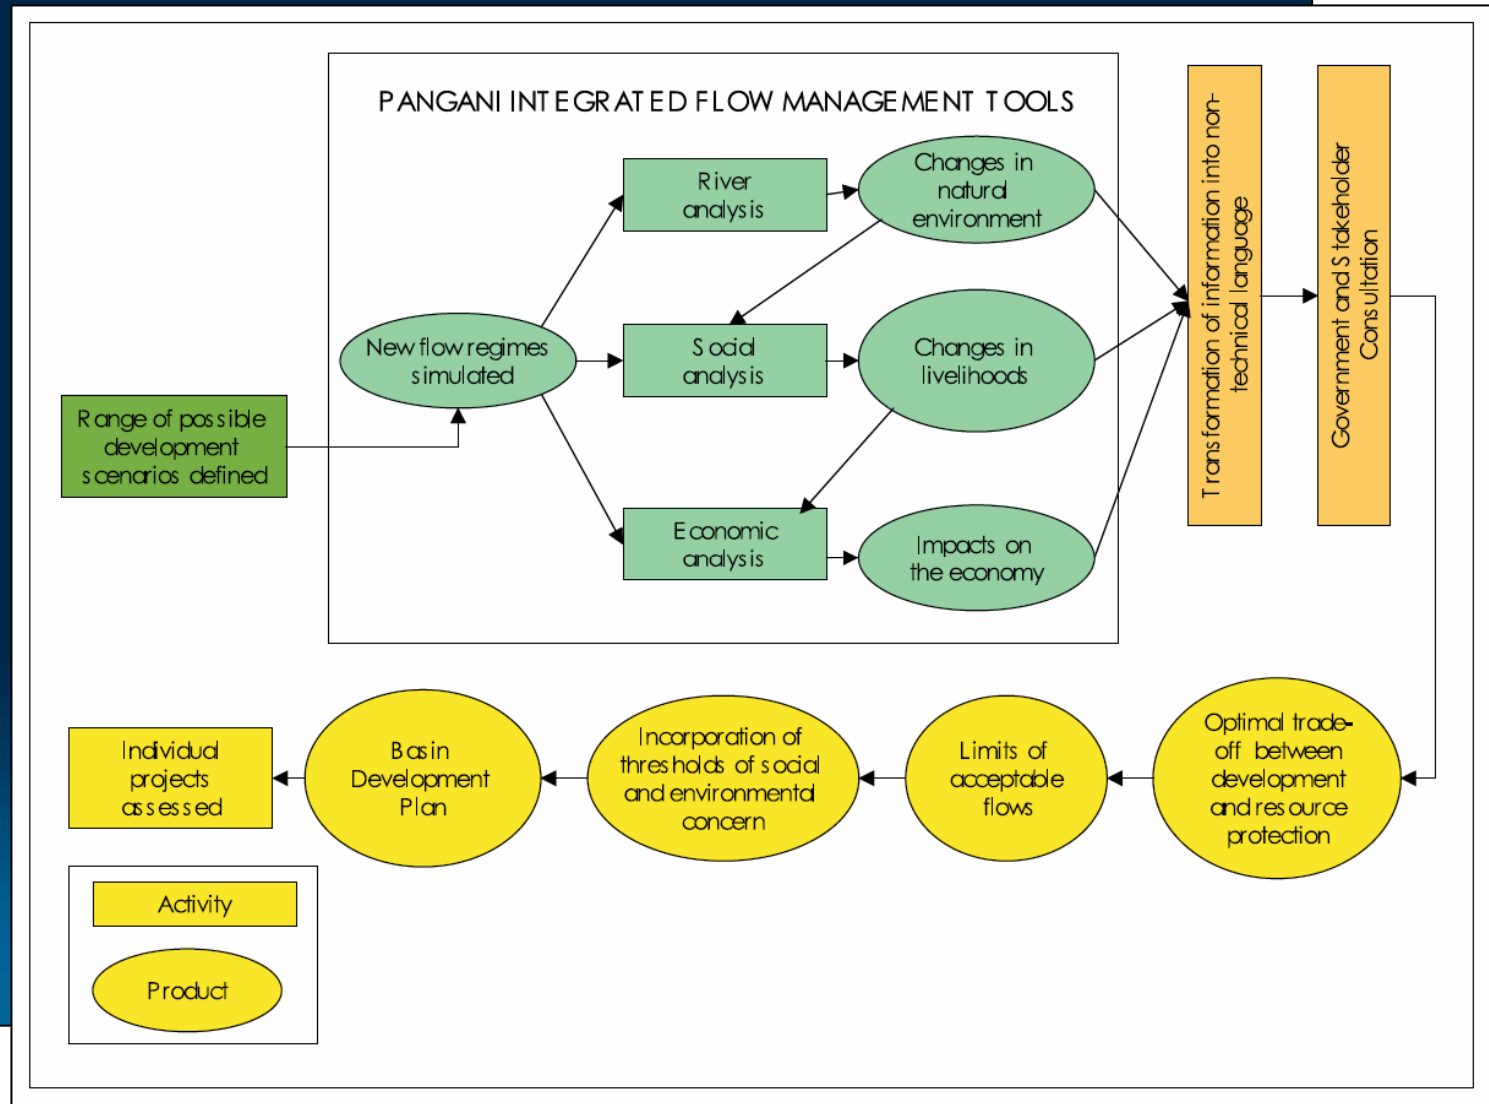 PANGANI INTEGRATED FLOW MANAGEMENT TOOLS
River
analysis
Changes in
natural
environment
New flow regimes
simulated
Social
analysis
Changes in
livelihoods
Range of possible
development
scenarios defined
Economic
analysis
Impacts on
the economy
Transformation of information into non-
technical language
Government and Stakeholder
Consultation
Optimal trade-
off between
development
and resource
protection
Limits of
acceptable
flows
Incorporation of
thresholds of social
and environmental
concern
Basin
Development
Plan
Individual
projects
assessed
Activity
Product